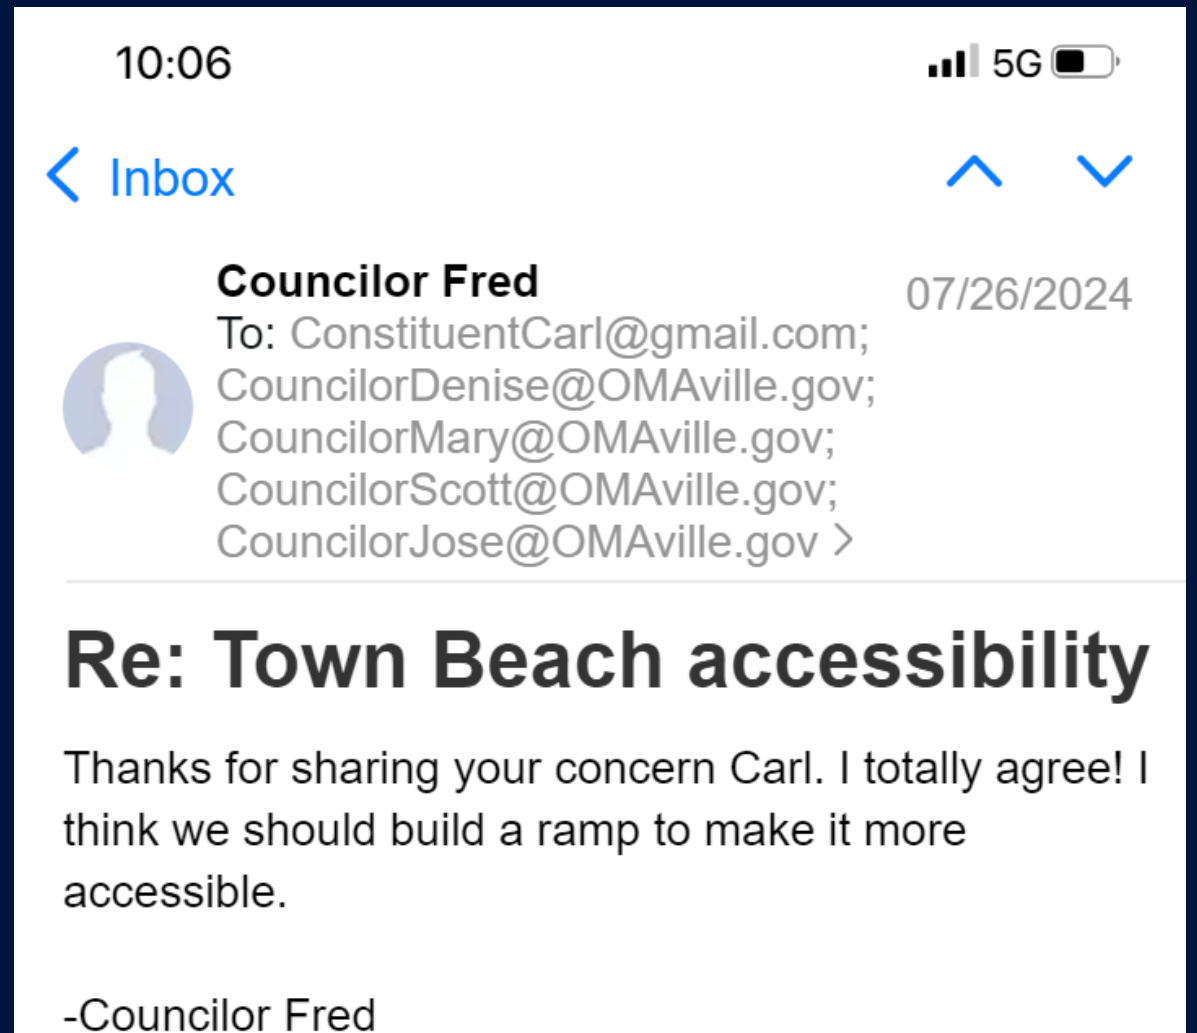 10:06 5G
Inbox
Councilor Fred 07/26/2024
To: ConstituentCarl@gmail.com;
CouncilorDenise@OMAville.gov;
CouncilorMary@OMAville.gov;
CouncilorScott@OMAville.gov;
CouncilorJose@OMAville.gov
Re: Town Beach accessibility
Thanks for sharing your concern Carl. I totally agree! I
think we should build a ramp to make it more
accessible.
-Councilor Fred